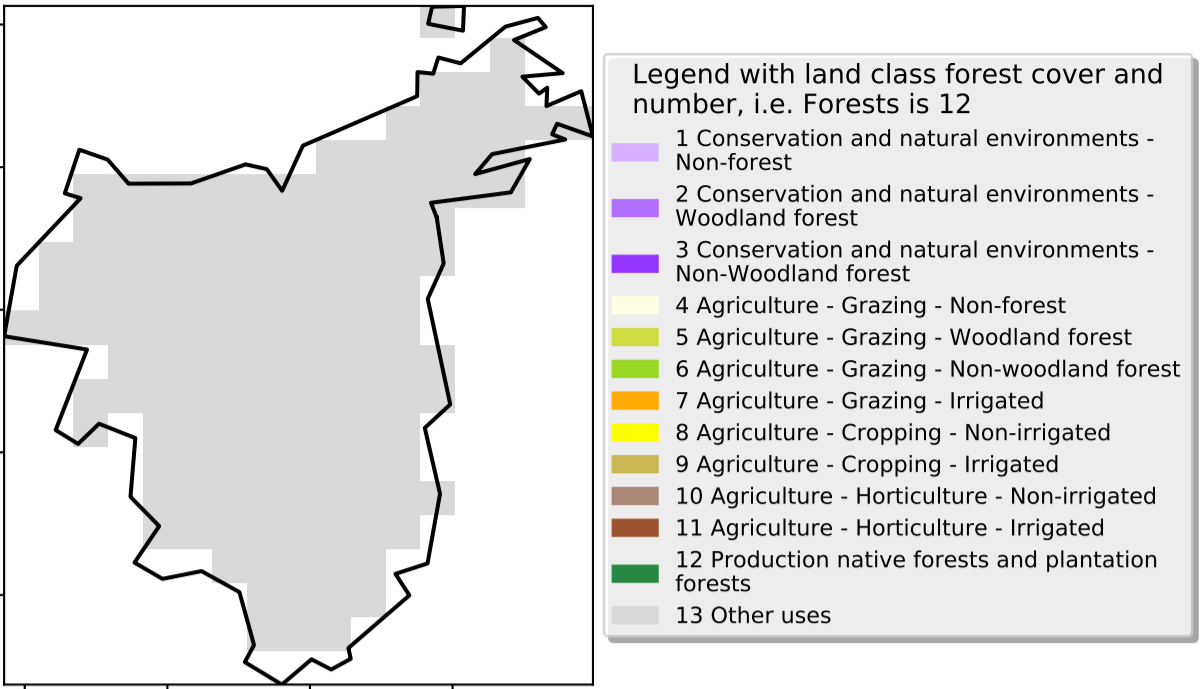 Legend with land class forest cover and
number, i.e. Forests is 12
1 Conservation and natural environments -
Non-forest
2 Conservation and natural environments -
Woodland forest
3 Conservation and natural environments -
Non-Woodland forest
4 Agriculture - Grazing - Non-forest
5 Agriculture - Grazing - Woodland forest
6 Agriculture - Grazing - Non-woodland forest
7 Agriculture - Grazing - Irrigated
8 Agriculture - Cropping - Non-irrigated
9 Agriculture - Cropping - Irrigated
10 Agriculture - Horticulture - Non-irrigated
11 Agriculture - Horticulture - Irrigated
12 Production native forests and plantation
forests
13 Other uses